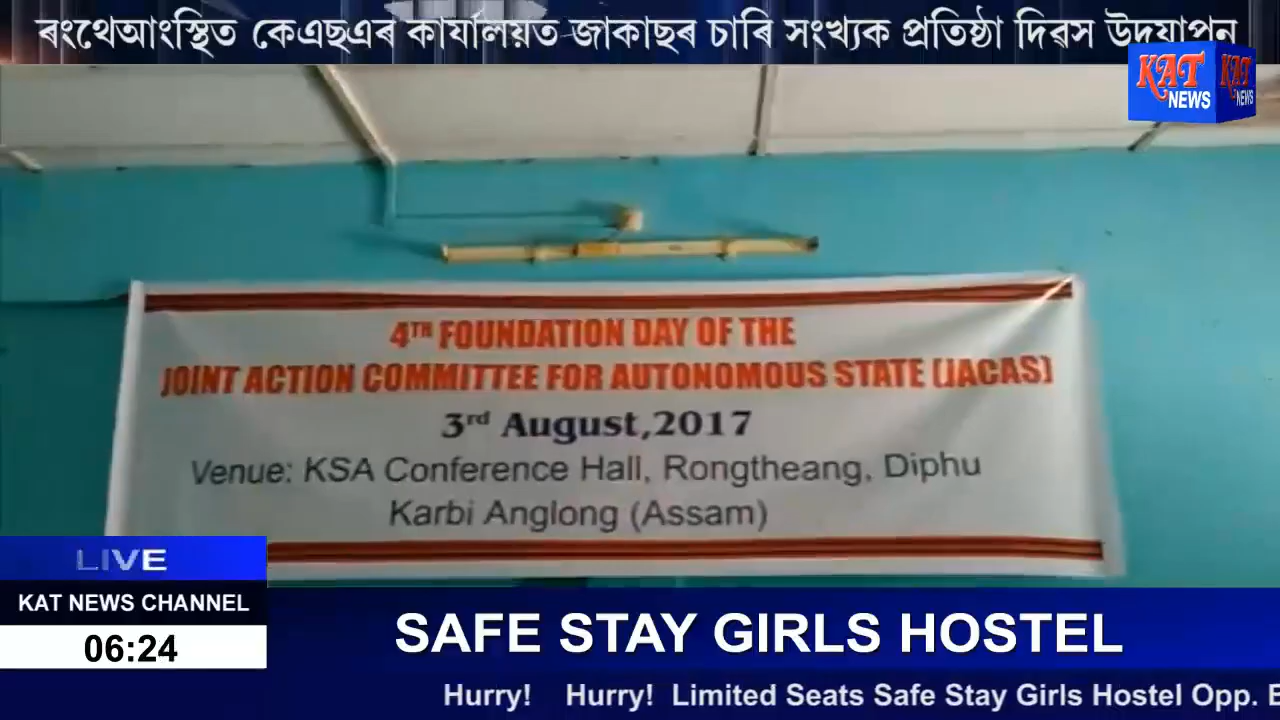 ৰংথেআংস্থিত কেএছএৰ কাৰ্যালয়ত জাকাছৰ চাৰি সংখ্যক প্ৰতিষ্ঠা দিৱস উদযাপন
KAT NEWS
KAT NEWS
4TH FOUNDATION DAY OF THE
JOINT ACTION COMMITTEE FOR AUTONOMOUS STATE (JACAS)
3rd August,2017
Venue: KSA Conference Hall, Rongtheang, Diphu
Karbi Anglong (Assam)
LIVE
KAT NEWS CHANNEL
06:24
SAFE STAY GIRLS HOSTEL
Hurry! Hurry! Limited Seats Safe Stay Girls Hostel Opp. E